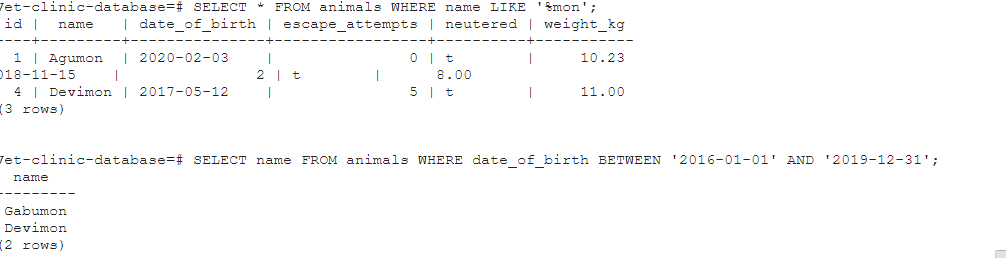 Vet-clinic-database=# SELECT * FROM animals WHERE name LIKE '%mon';
id | name | date_of_birth | escape_attempts | neutered | weight_kg
----+---------+---------------+-----------------+----------+-----------
1 | Agumon | 2020-02-03 | 0 | t | 10.23
018-11-15 | 2 | t | 8.00
4 | Devimon | 2017-05-12 | 5 | t | 11.00
(3 rows)
Vet-clinic-database=# SELECT name FROM animals WHERE date_of_birth BETWEEN '2016-01-01' AND '2019-12-31';
name
---------
Gabumon
Devimon
(2 rows)